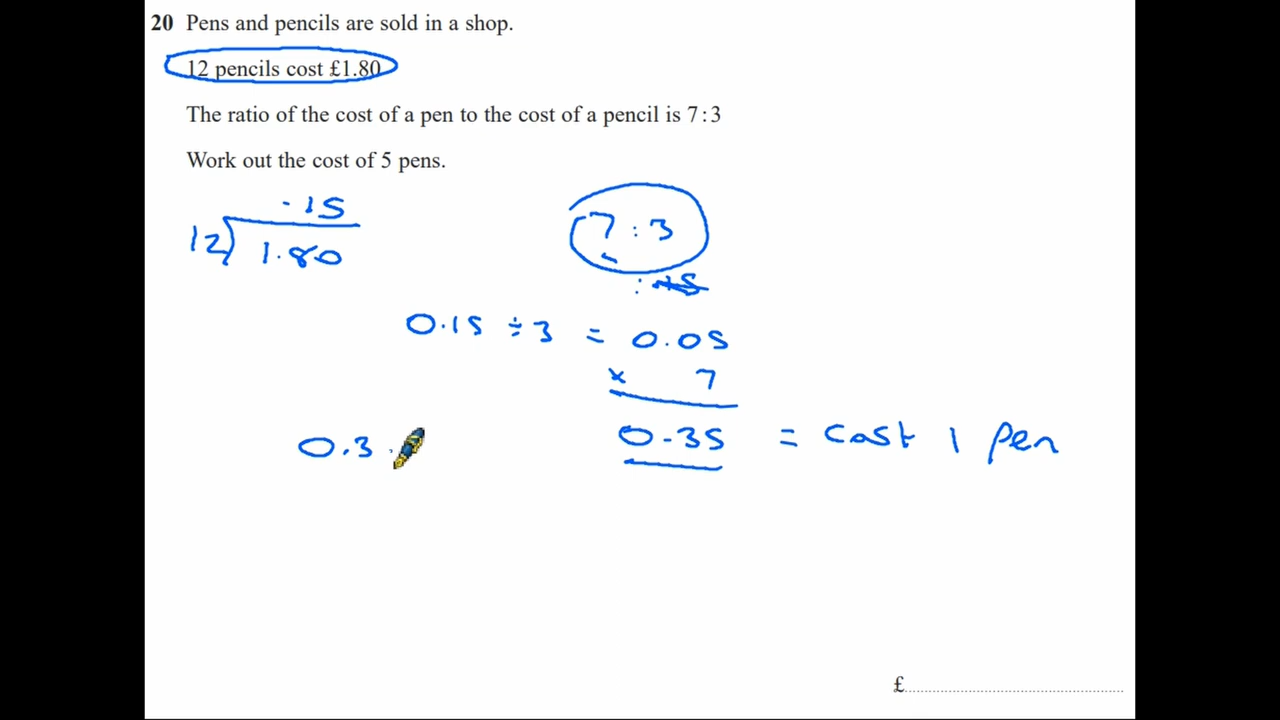 20 Pens and pencils are sold in a shop.
12 pencils cost £1.80
The ratio of the cost of a pen to the cost of a pencil is 7 : 3
Work out the cost of 5 pens.
.15
12 1.80
7 : 3
: 15
0.15 ÷ 3 = 0.05
x 7
0.35 = cost 1 pen
0.3
£